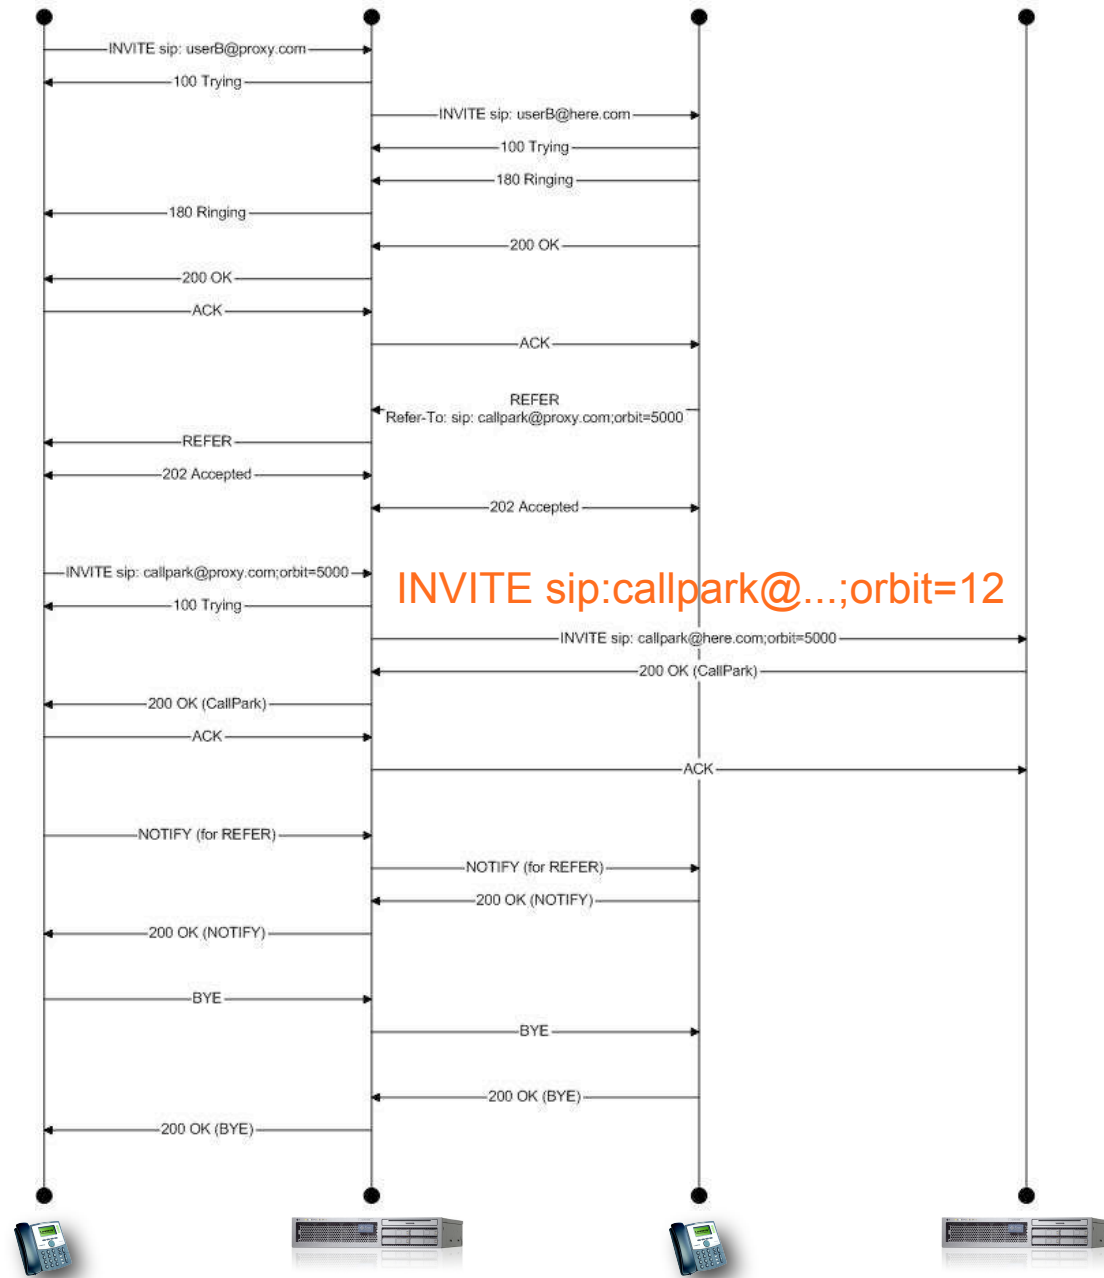 INVITE sip: userB@proxy.com
100 Trying
INVITE sip: userB@here.com
100 Trying
180 Ringing
180 Ringing
200 OK
200 OK
ACK
ACK
REFER
Refer-To: sip: callpark@proxy.com;orbit=5000
REFER
202 Accepted
202 Accepted
INVITE sip: callpark@proxy.com;orbit=5000
INVITE sip:callpark@...;orbit=12
100 Trying
INVITE sip: callpark@here.com;orbit=5000
200 OK (CallPark)
200 OK (CallPark)
ACK
ACK
NOTIFY (for REFER)
NOTIFY (for REFER)
200 OK (NOTIFY)
200 OK (NOTIFY)
BYE
BYE
200 OK (BYE)
200 OK (BYE)